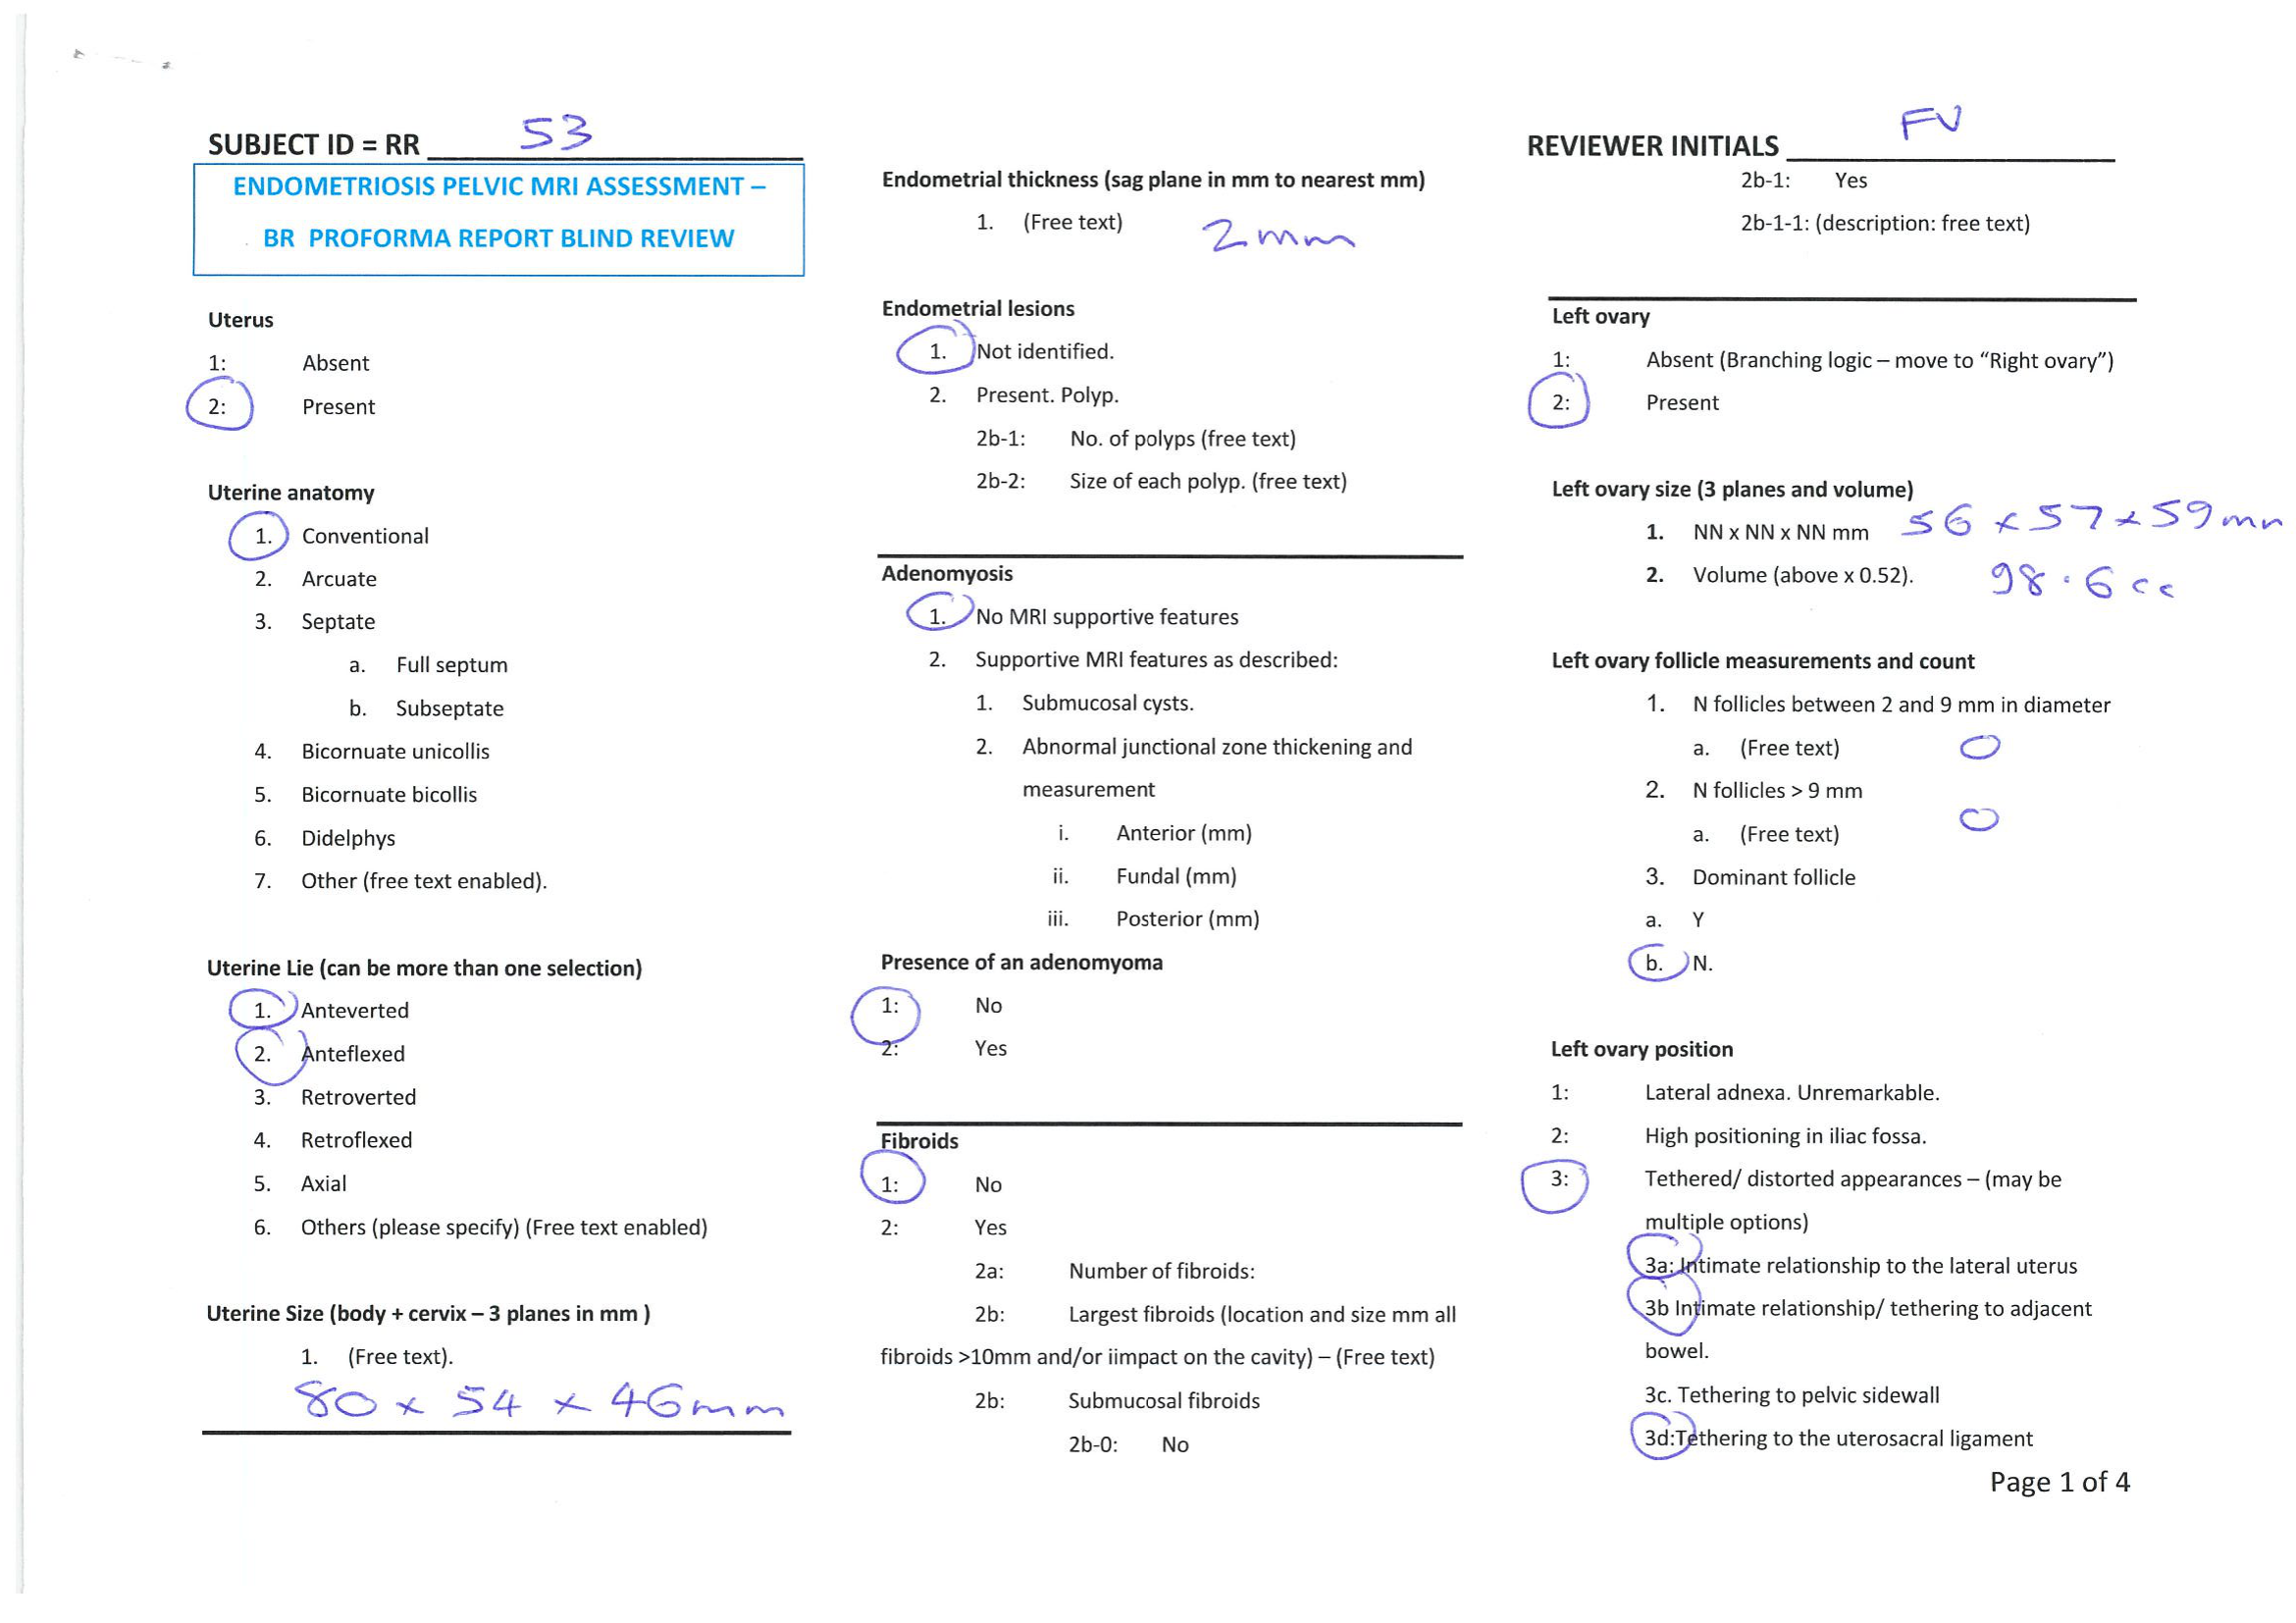 SUBJECT ID = RR 53
ENDOMETRIOSIS PELVIC MRI ASSESSMENT –
BR PROFORMA REPORT BLIND REVIEW
Uterus
1: Absent
2: Present
Uterine anatomy
1. Conventional
2. Arcuate
3. Septate
a. Full septum
b. Subseptate
4. Bicornuate unicollis
5. Bicornuate bicollis
6. Didelphys
7. Other (free text enabled).
Uterine Lie (can be more than one selection)
1. Anteverted
2. Anteflexed
3. Retroverted
4. Retroflexed
5. Axial
6. Others (please specify) (Free text enabled)
Uterine Size (body + cervix – 3 planes in mm )
1. (Free text).
80 x 54 x 46mm
Endometrial thickness (sag plane in mm to nearest mm)
1. (Free text) 2mm
Endometrial lesions
1. Not identified.
2. Present. Polyp.
2b-1: No. of polyps (free text)
2b-2: Size of each polyp. (free text)
Adenomyosis
1. No MRI supportive features
2. Supportive MRI features as described:
1. Submucosal cysts.
2. Abnormal junctional zone thickening and
measurement
i. Anterior (mm)
ii. Fundal (mm)
iii. Posterior (mm)
Presence of an adenomyoma
1: No
2: Yes
Fibroids
1: No
2: Yes
2a: Number of fibroids:
2b: Largest fibroids (location and size mm all
fibroids >10mm and/or iimpact on the cavity) – (Free text)
2b: Submucosal fibroids
2b-0: No
REVIEWER INITIALS FV
2b-1: Yes
2b-1-1: (description: free text)
Left ovary
1: Absent (Branching logic – move to “Right ovary”)
2: Present
Left ovary size (3 planes and volume)
1. NN x NN x NN mm 56 x 57 x 59mm
2. Volume (above x 0.52). 98.6 cc
Left ovary follicle measurements and count
1. N follicles between 2 and 9 mm in diameter
a. (Free text) 0
2. N follicles > 9 mm
a. (Free text) 0
3. Dominant follicle
a. Y
b. N.
Left ovary position
1: Lateral adnexa. Unremarkable.
2: High positioning in iliac fossa.
3: Tethered/ distorted appearances – (may be
multiple options)
3a: Intimate relationship to the lateral uterus
3b Intimate relationship/ tethering to adjacent
bowel.
3c. Tethering to pelvic sidewall
3d:Tethering to the uterosacral ligament
Page 1 of 4